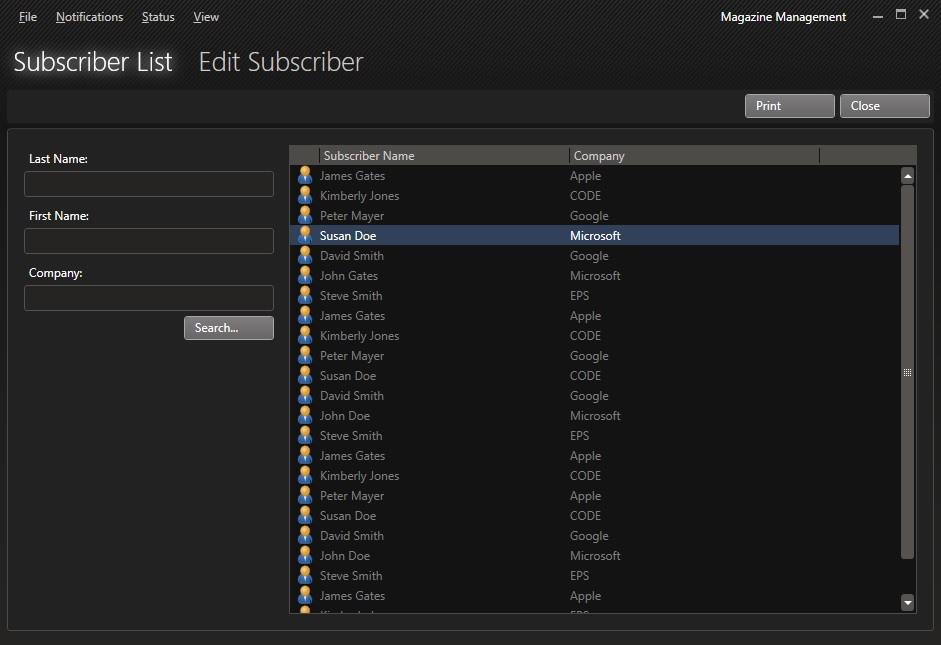 File Notifications Status View Magazine Management
Subscriber List Edit Subscriber
Print Close
Last Name:
First Name:
Company:
Search...
Subscriber Name Company
James Gates Apple
Kimberly Jones CODE
Peter Mayer Google
Susan Doe Microsoft
David Smith Google
John Gates Microsoft
Steve Smith EPS
James Gates Apple
Kimberly Jones CODE
Peter Mayer Google
Susan Doe CODE
David Smith Google
John Doe Microsoft
Steve Smith EPS
James Gates Apple
Kimberly Jones CODE
Peter Mayer Apple
Susan Doe CODE
David Smith Google
John Doe Microsoft
Steve Smith EPS
James Gates Apple